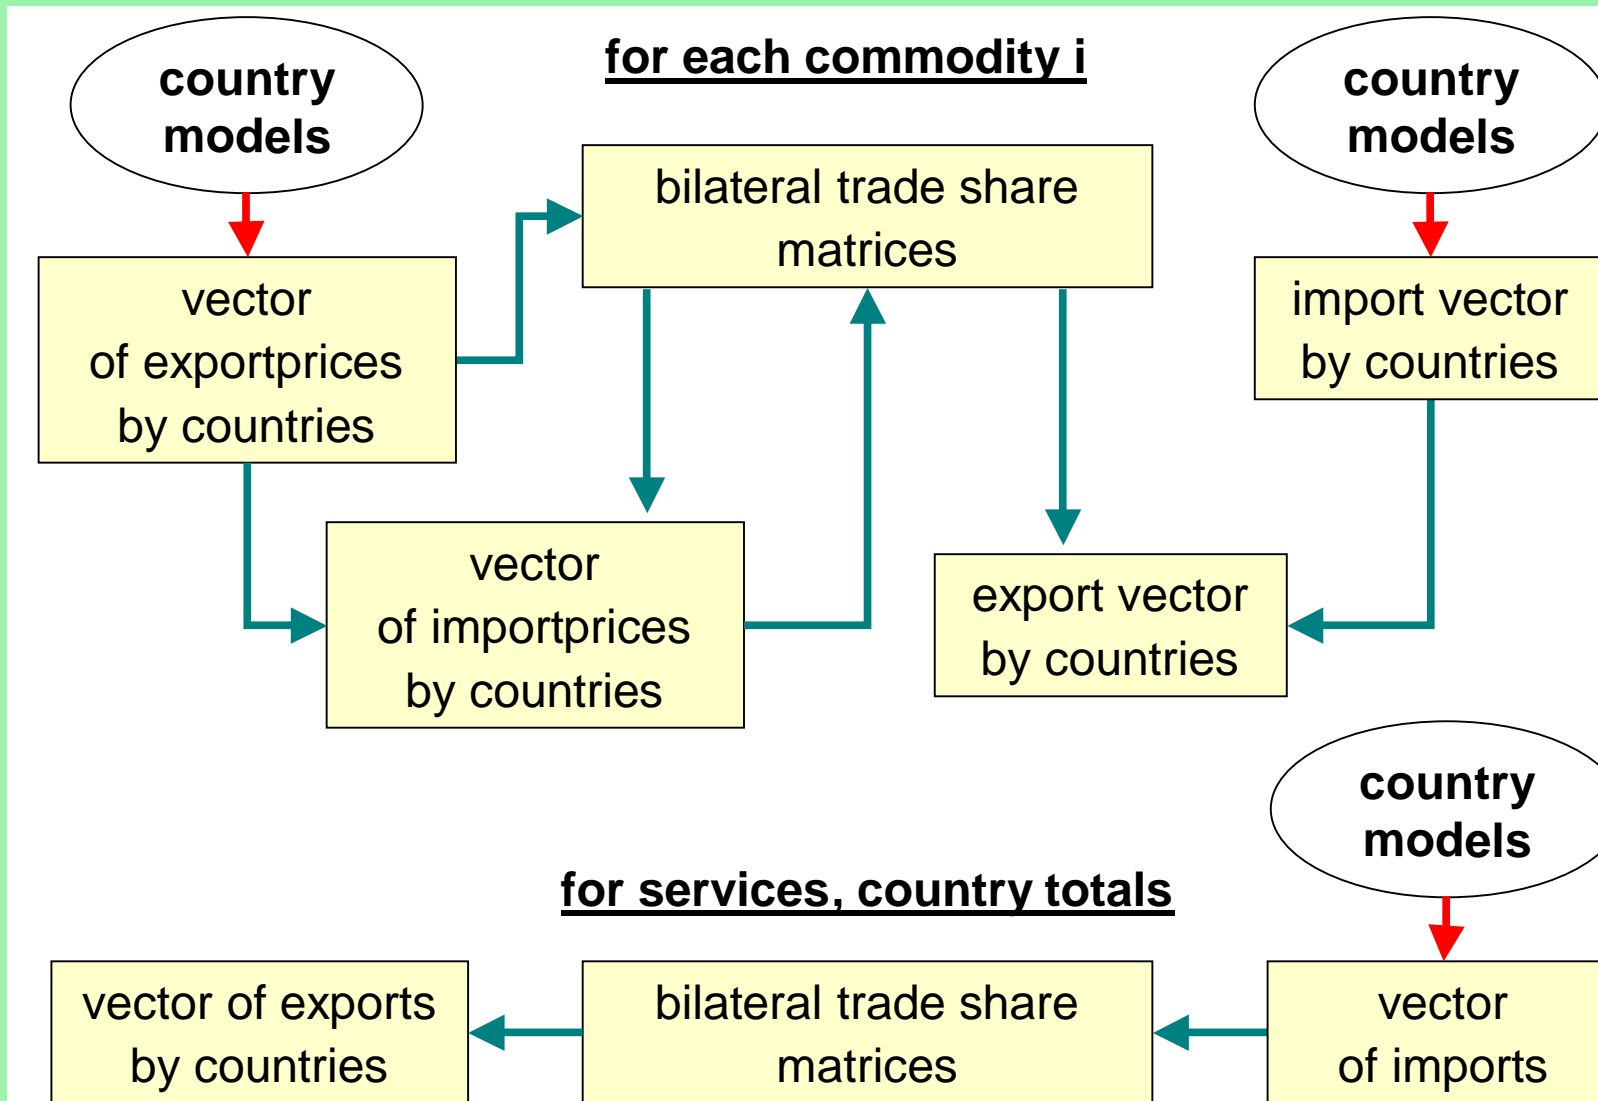 country
models
for each commodity i
country
models
bilateral trade share
matrices
vector
of exportprices
by countries
import vector
by countries
vector
of importprices
by countries
export vector
by countries
country
models
for services, country totals
vector of exports
by countries
bilateral trade share
matrices
vector
of imports